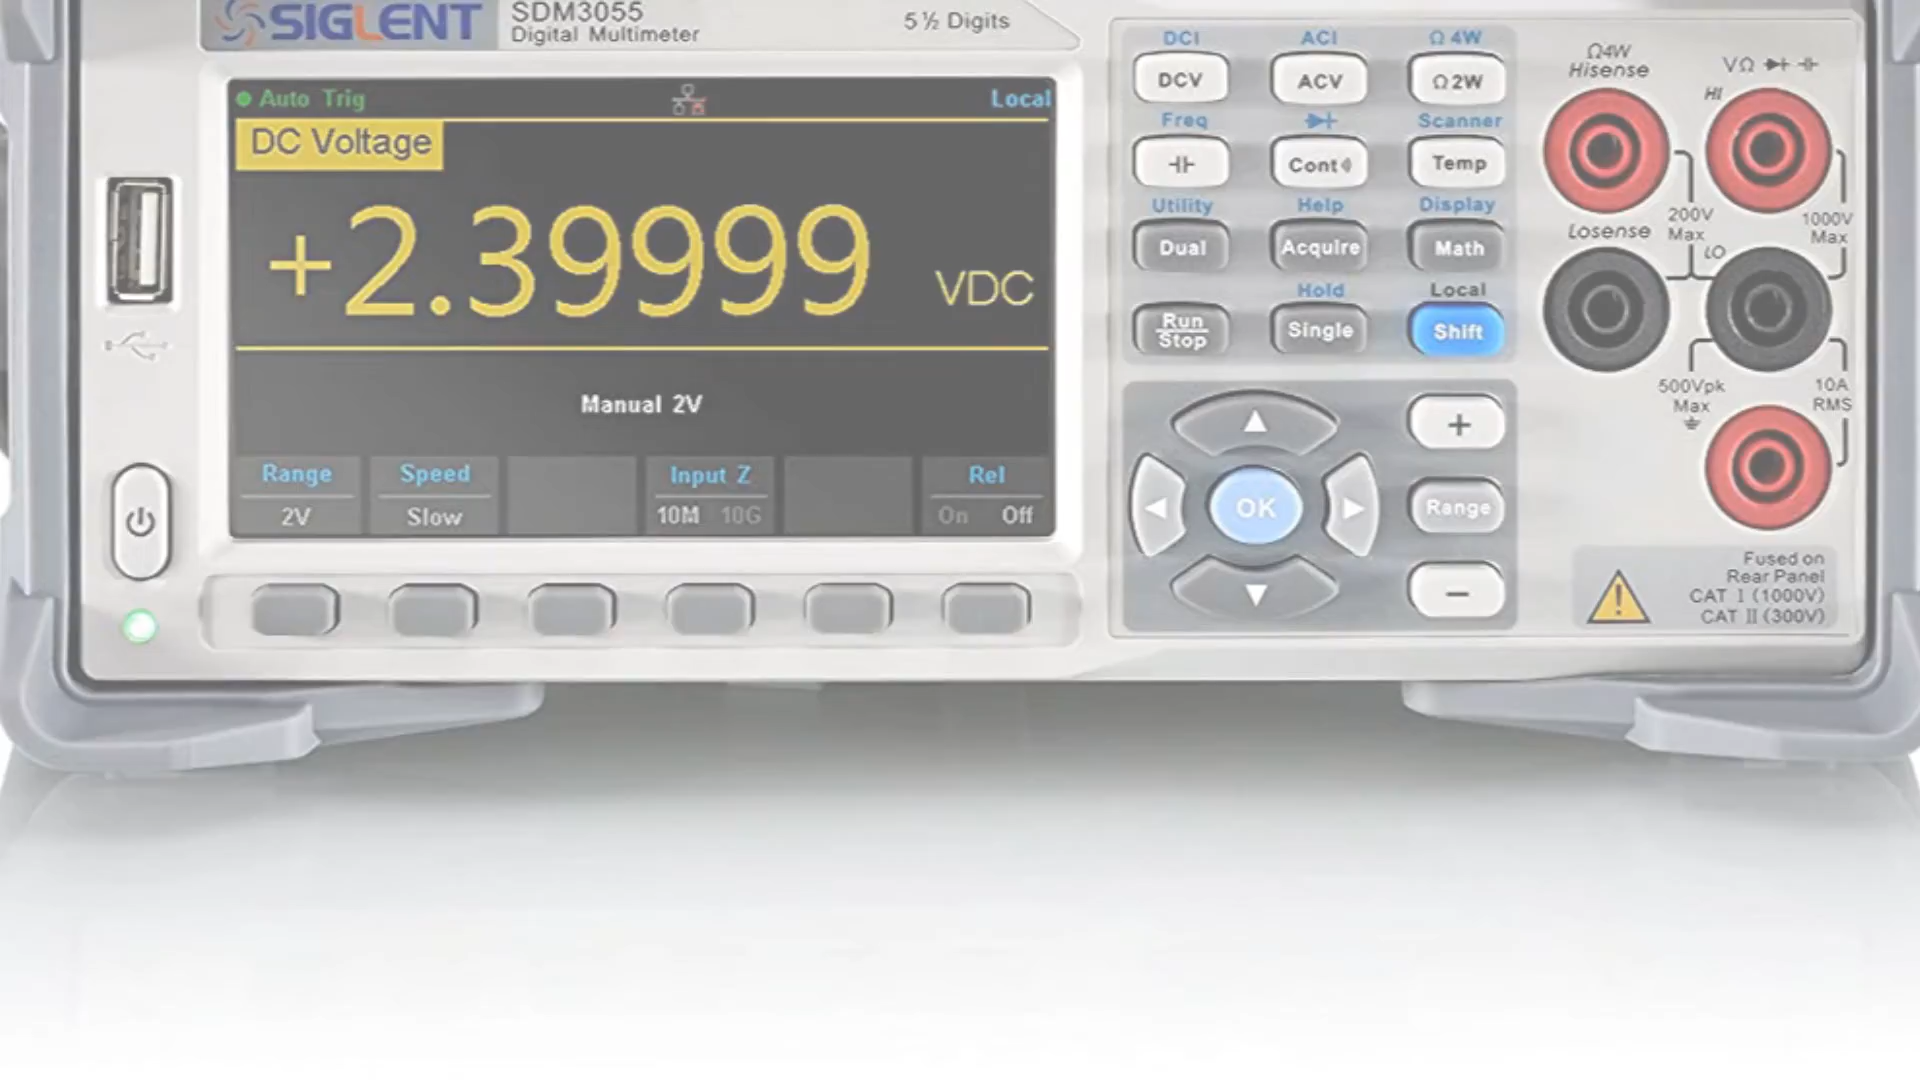 SIGLENT
SDM3055
Digital Multimeter
5 ½ Digits
Auto Trig
Local
DC Voltage
+2.39999 VDC
Manual 2V
Range
2V
Speed
Slow
Input Z
10M 10G
Rel
On Off
DCI
ACI
Ω 4W
DCV
ACV
Ω 2W
Freq
Scanner
Cont
Temp
Utility
Help
Display
Dual
Acquire
Math
Hold
Local
Run
Stop
Single
Shift
+
OK
Range
−
Ω4W
Hisense
VΩ
HI
200V
Max
1000V
Max
Losense
LO
500Vpk
Max
10A
RMS
Fused on
Rear Panel
CAT I (1000V)
CAT II (300V)